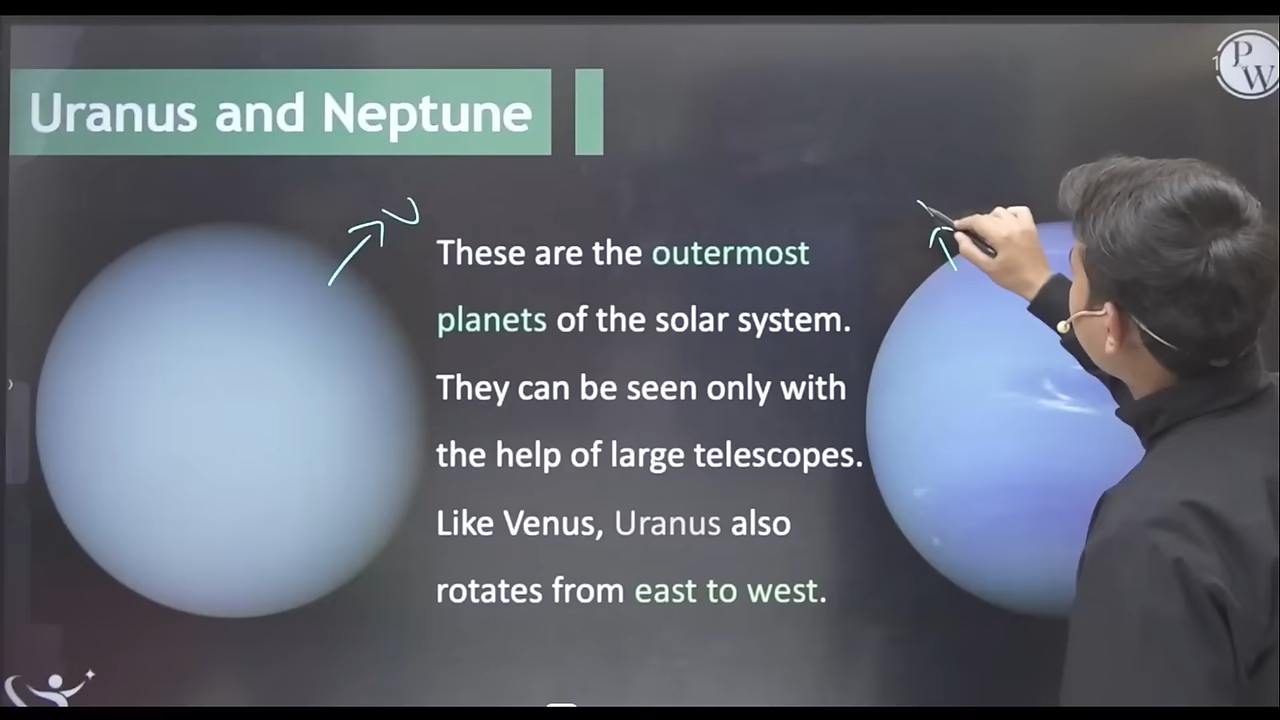 Uranus and Neptune
PW
U
These are the outermost
planets of the solar system.
They can be seen only with
the help of large telescopes.
Like Venus, Uranus also
rotates from east to west.